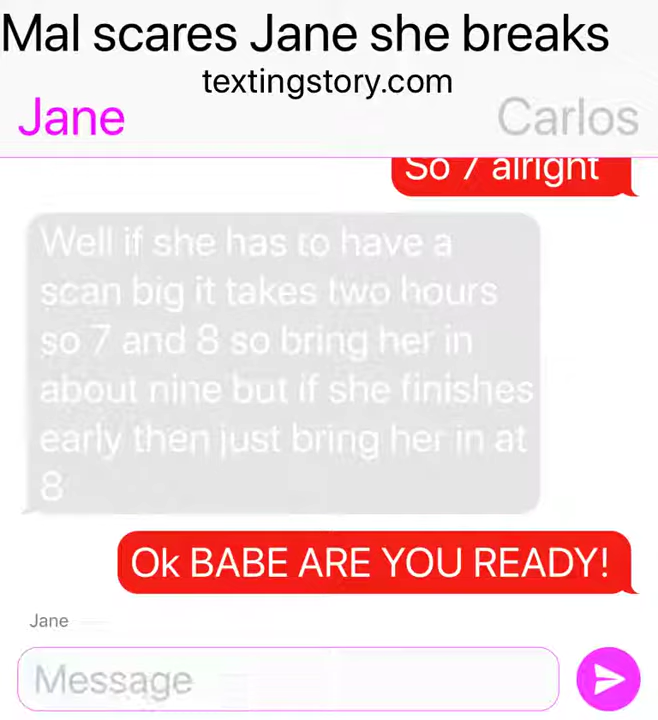 Mal scares Jane she breaks
textingstory.com
Jane Carlos
So 7 alright
Well if she has to have a
scan big it takes two hours
so 7 and 8 so bring her in
about nine but if she finishes
early then just bring her in at
8
Ok BABE ARE YOU READY!
Jane
Message